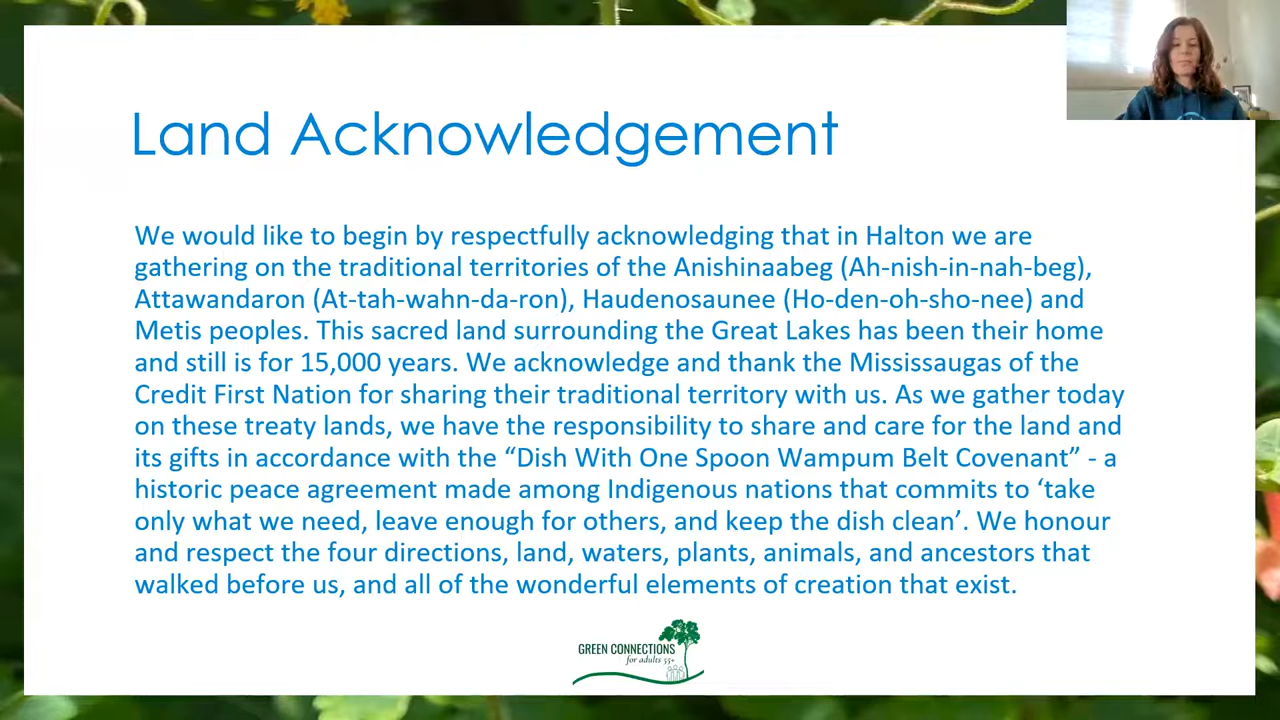 Land Acknowledgement
We would like to begin by respectfully acknowledging that in Halton we are
gathering on the traditional territories of the Anishinaabeg (Ah-nish-in-nah-beg),
Attawandaron (At-tah-wahn-da-ron), Haudenosaunee (Ho-den-oh-sho-nee) and
Metis peoples. This sacred land surrounding the Great Lakes has been their home
and still is for 15,000 years. We acknowledge and thank the Mississaugas of the
Credit First Nation for sharing their traditional territory with us. As we gather today
on these treaty lands, we have the responsibility to share and care for the land and
its gifts in accordance with the “Dish With One Spoon Wampum Belt Covenant” - a
historic peace agreement made among Indigenous nations that commits to ‘take
only what we need, leave enough for others, and keep the dish clean’. We honour
and respect the four directions, land, waters, plants, animals, and ancestors that
walked before us, and all of the wonderful elements of creation that exist.
GREEN CONNECTIONS
for adults 55+